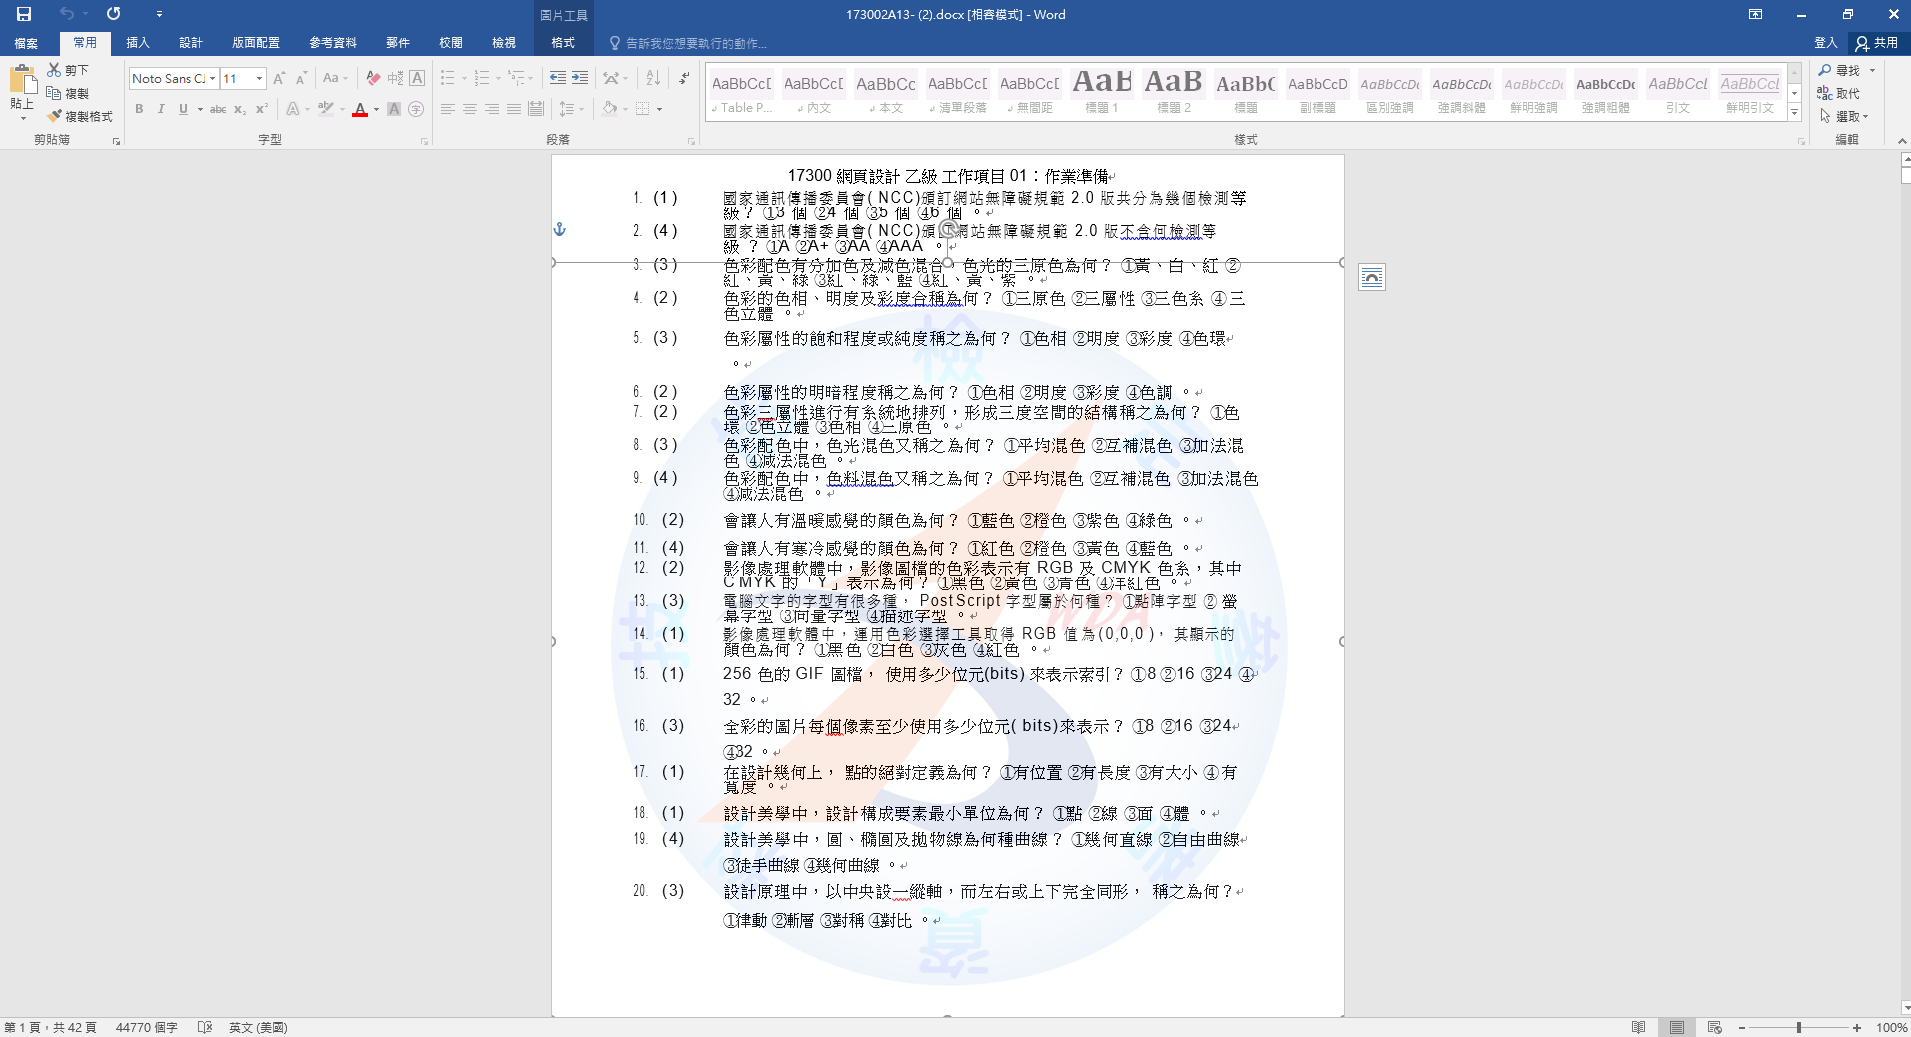 圖片工具
173002A13- (2).docx [相容模式] - Word
檔案 常用 插入 設計 版面配置 參考資料 郵件 校閱 檢視 格式 告訴我您想要執行的動作... 登入 共用
貼上 剪下 複製 複製格式
Noto Sans CJ 11
AaBbCcD AaBbCcD AaBbCc AaBbCcD AaBbCcD AaB AaB AaBb( AaBbCcD AaBbCcDc AaBbCcDc AaBbCcDc AaBbCcDc AaBbCcL AaBbCcL
Table P... 內文 本文 清單段落 無間距 標題 1 標題 2 標題 副標題 區別強調 強調斜體 鮮明強調 強調粗體 引文 鮮明引文
尋找 取代 選取
剪貼簿 字型 段落 樣式 編輯
17300 網頁設計 乙級 工作項目 01：作業準備
1. (1) 國家通訊傳播委員會( NCC)頒訂網站無障礙規範 2.0 版共分為幾個檢測等
級？ ①3 個 ②4 個 ③5 個 ④6 個 。
2. (4) 國家通訊傳播委員會( NCC)頒訂網站無障礙規範 2.0 版不含何檢測等
級 ？ ①A ②A+ ③AA ④AAA 。
3. (3) 色彩配色有分加色及減色混合，色光的三原色為何？ ①黃、白、紅 ②
紅、黃、綠 ③紅、綠、藍 ④紅、黃、紫 。
4. (2) 色彩的色相、明度及彩度合稱為何？ ①三原色 ②三屬性 ③三色系 ④三
色立體 。
5. (3) 色彩屬性的飽和程度或純度稱之為何？ ①色相 ②明度 ③彩度 ④色環
。
6. (2) 色彩屬性的明暗程度稱之為何？ ①色相 ②明度 ③彩度 ④色調 。
7. (2) 色彩三屬性進行有系統地排列，形成三度空間的結構稱之為何？ ①色
環 ②色立體 ③色相 ④三原色 。
8. (3) 色彩配色中，色光混色又稱之為何？ ①平均混色 ②互補混色 ③加法混
色 ④減法混色 。
9. (4) 色彩配色中，色料混色又稱之為何？ ①平均混色 ②互補混色 ③加法混色
④減法混色 。
10. (2) 會讓人有溫暖感覺的顏色為何？ ①藍色 ②橙色 ③紫色 ④綠色 。
11. (4) 會讓人有寒冷感覺的顏色為何？ ①紅色 ②橙色 ③黃色 ④藍色 。
12. (2) 影像處理軟體中，影像圖檔的色彩表示有 RGB 及 CMYK 色系，其中
CMYK 的「Y」表示為何？ ①黑色 ②黃色 ③青色 ④洋紅色 。
13. (3) 電腦文字的字型有很多種， PostScript 字型屬於何種？ ①點陣字型 ② 螢
幕字型 ③向量字型 ④描述字型 。
14. (1) 影像處理軟體中，運用色彩選擇工具取得 RGB 值為(0,0,0 )， 其顯示的
顏色為何？ ①黑色 ②白色 ③灰色 ④紅色 。
15. (1) 256 色的 GIF 圖檔， 使用多少位元(bits) 來表示索引？ ①8 ②16 ③24 ④
32 。
16. (3) 全彩的圖片每個像素至少使用多少位元( bits)來表示？ ①8 ②16 ③24
④32 。
17. (1) 在設計幾何上， 點的絕對定義為何？ ①有位置 ②有長度 ③有大小 ④有
寬度 。
18. (1) 設計美學中，設計構成要素最小單位為何？ ①點 ②線 ③面 ④體 。
19. (4) 設計美學中，圓、橢圓及拋物線為何種曲線？ ①幾何直線 ②自由曲線
③徒手曲線 ④幾何曲線 。
20. (3) 設計原理中，以中央設一縱軸，而左右或上下完全同形， 稱之為何？
①律動 ②漸層 ③對稱 ④對比 。
WDA
第 1 頁，共 42 頁 44770 個字 英文 (美國) 100%